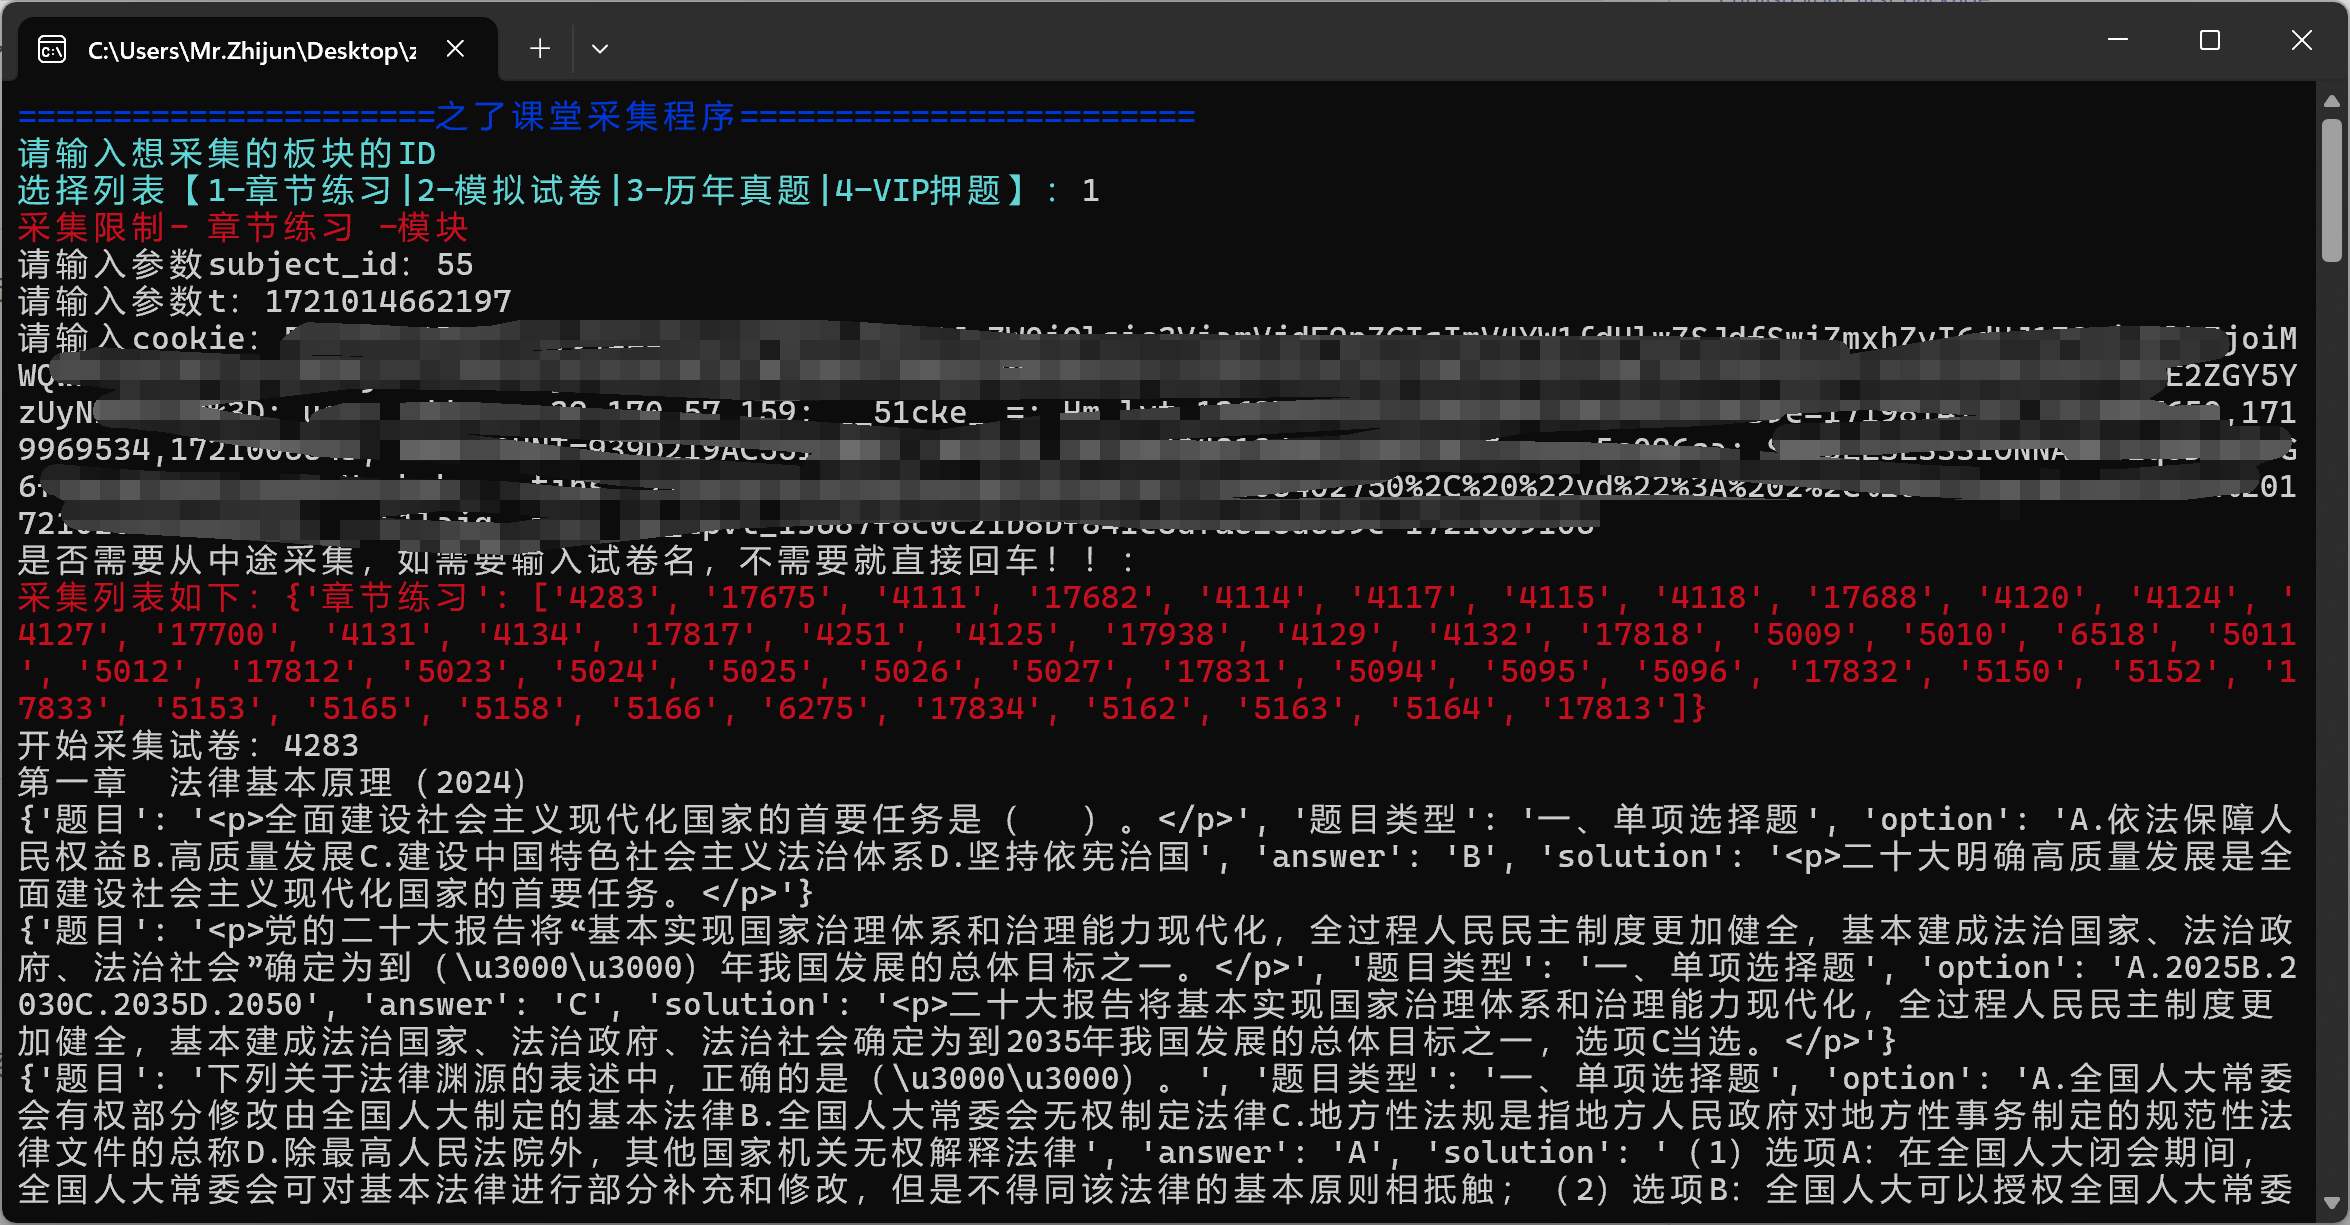 C:\Users\Mr.Zhijun\Desktop\z
======================之了课堂采集程序========================
请输入想采集的板块的ID
选择列表【1-章节练习|2-模拟试卷|3-历年真题|4-VIP押题】：1
采集限制- 章节练习 -模块
请输入参数subject_id：55
请输入参数t：1721014662197
请输入cookie：
joiM
E2ZGY5Y
zUyN 3D; 51cke_ =; ,171
9969534,
%2C%20%22vd%22%3A%202%2C% 201
是否需要从中途采集，如需要输入试卷名，不需要就直接回车！！：
采集列表如下：{'章节练习': ['4283', '17675', '4111', '17682', '4114', '4117', '4115', '4118', '17688', '4120', '4124', '
4127', '17700', '4131', '4134', '17817', '4251', '4125', '17938', '4129', '4132', '17818', '5009', '5010', '6518', '5011
', '5012', '17812', '5023', '5024', '5025', '5026', '5027', '17831', '5094', '5095', '5096', '17832', '5150', '5152', '1
7833', '5153', '5165', '5158', '5166', '6275', '17834', '5162', '5163', '5164', '17813']}
开始采集试卷：4283
第一章　法律基本原理（2024）
{'题目': '<p>全面建设社会主义现代化国家的首要任务是（　　）。</p>', '题目类型': '一、单项选择题', 'option': 'A.依法保障人
民权益B.高质量发展C.建设中国特色社会主义法治体系D.坚持依宪治国', 'answer': 'B', 'solution': '<p>二十大明确高质量发展是全
面建设社会主义现代化国家的首要任务。</p>'}
{'题目': '<p>党的二十大报告将“基本实现国家治理体系和治理能力现代化，全过程人民民主制度更加健全，基本建成法治国家、法治政
府、法治社会”确定为到（\u3000\u3000）年我国发展的总体目标之一。</p>', '题目类型': '一、单项选择题', 'option': 'A.2025B.2
030C.2035D.2050', 'answer': 'C', 'solution': '<p>二十大报告将基本实现国家治理体系和治理能力现代化，全过程人民民主制度更
加健全，基本建成法治国家、法治政府、法治社会确定为到2035年我国发展的总体目标之一，选项C当选。</p>'}
{'题目': '下列关于法律渊源的表述中，正确的是（\u3000\u3000）。', '题目类型': '一、单项选择题', 'option': 'A.全国人大常委
会有权部分修改由全国人大制定的基本法律B.全国人大常委会无权制定法律C.地方性法规是指地方人民政府对地方性事务制定的规范性法
律文件的总称D.除最高人民法院外，其他国家机关无权解释法律', 'answer': 'A', 'solution': '（1）选项A：在全国人大闭会期间，
全国人大常委会可对基本法律进行部分补充和修改，但是不得同该法律的基本原则相抵触；（2）选项B：全国人大可以授权全国人大常委